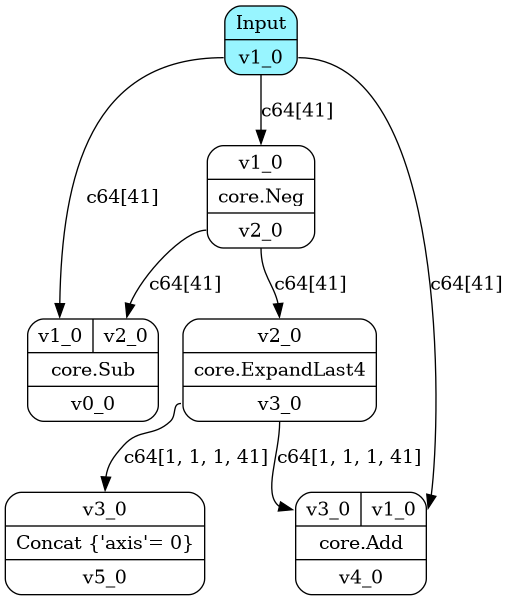 Input
v1_0
c64[41]
v1_0
core.Neg
v2_0
c64[41]
c64[41]
c64[41]
c64[41]
v1_0 v2_0
core.Sub
v0_0
v2_0
core.ExpandLast4
v3_0
c64[1, 1, 1, 41]
c64[1, 1, 1, 41]
v3_0
Concat {'axis'= 0}
v5_0
v3_0 v1_0
core.Add
v4_0